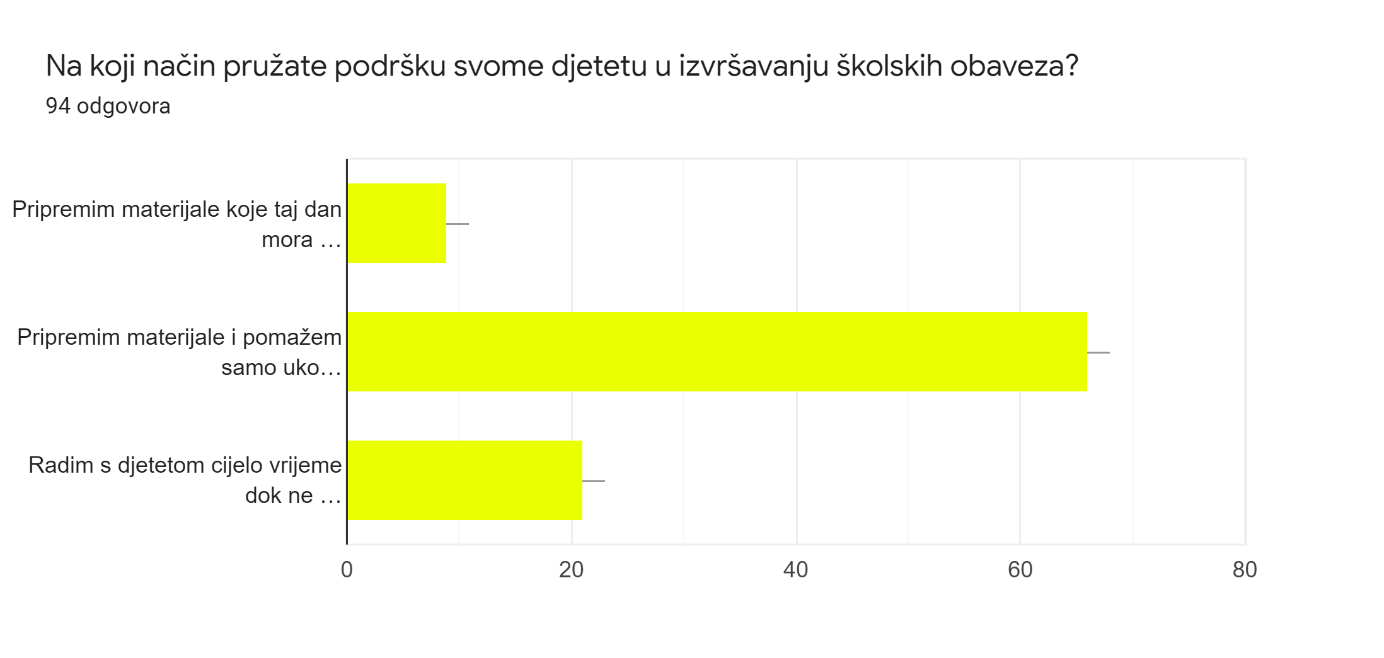 Na koji način pružate podršku svome djetetu u izvršavanju školskih obaveza?
94 odgovora
Pripremim materijale koje taj dan
mora …
Pripremim materijale i pomažem
samo uko…
Radim s djetetom cijelo vrijeme
dok ne …
0 20 40 60 80